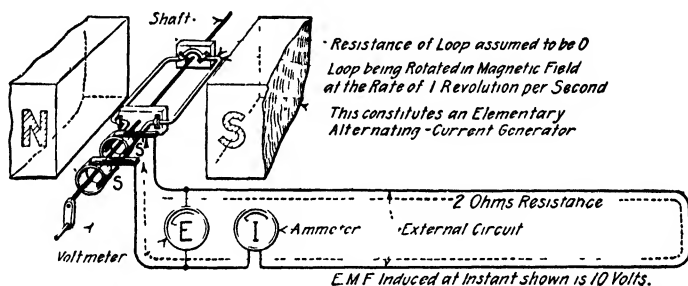 Shaft.
Resistance of Loop assumed to be 0
Loop being Rotated in Magnetic Field
at the Rate of 1 Revolution per Second
This constitutes an Elementary
Alternating-Current Generator
N
S
S
S
2 Ohms Resistance
E
I
Ammeter
External Circuit
Voltmeter
E.M.F Induced at Instant shown is 10 Volts.